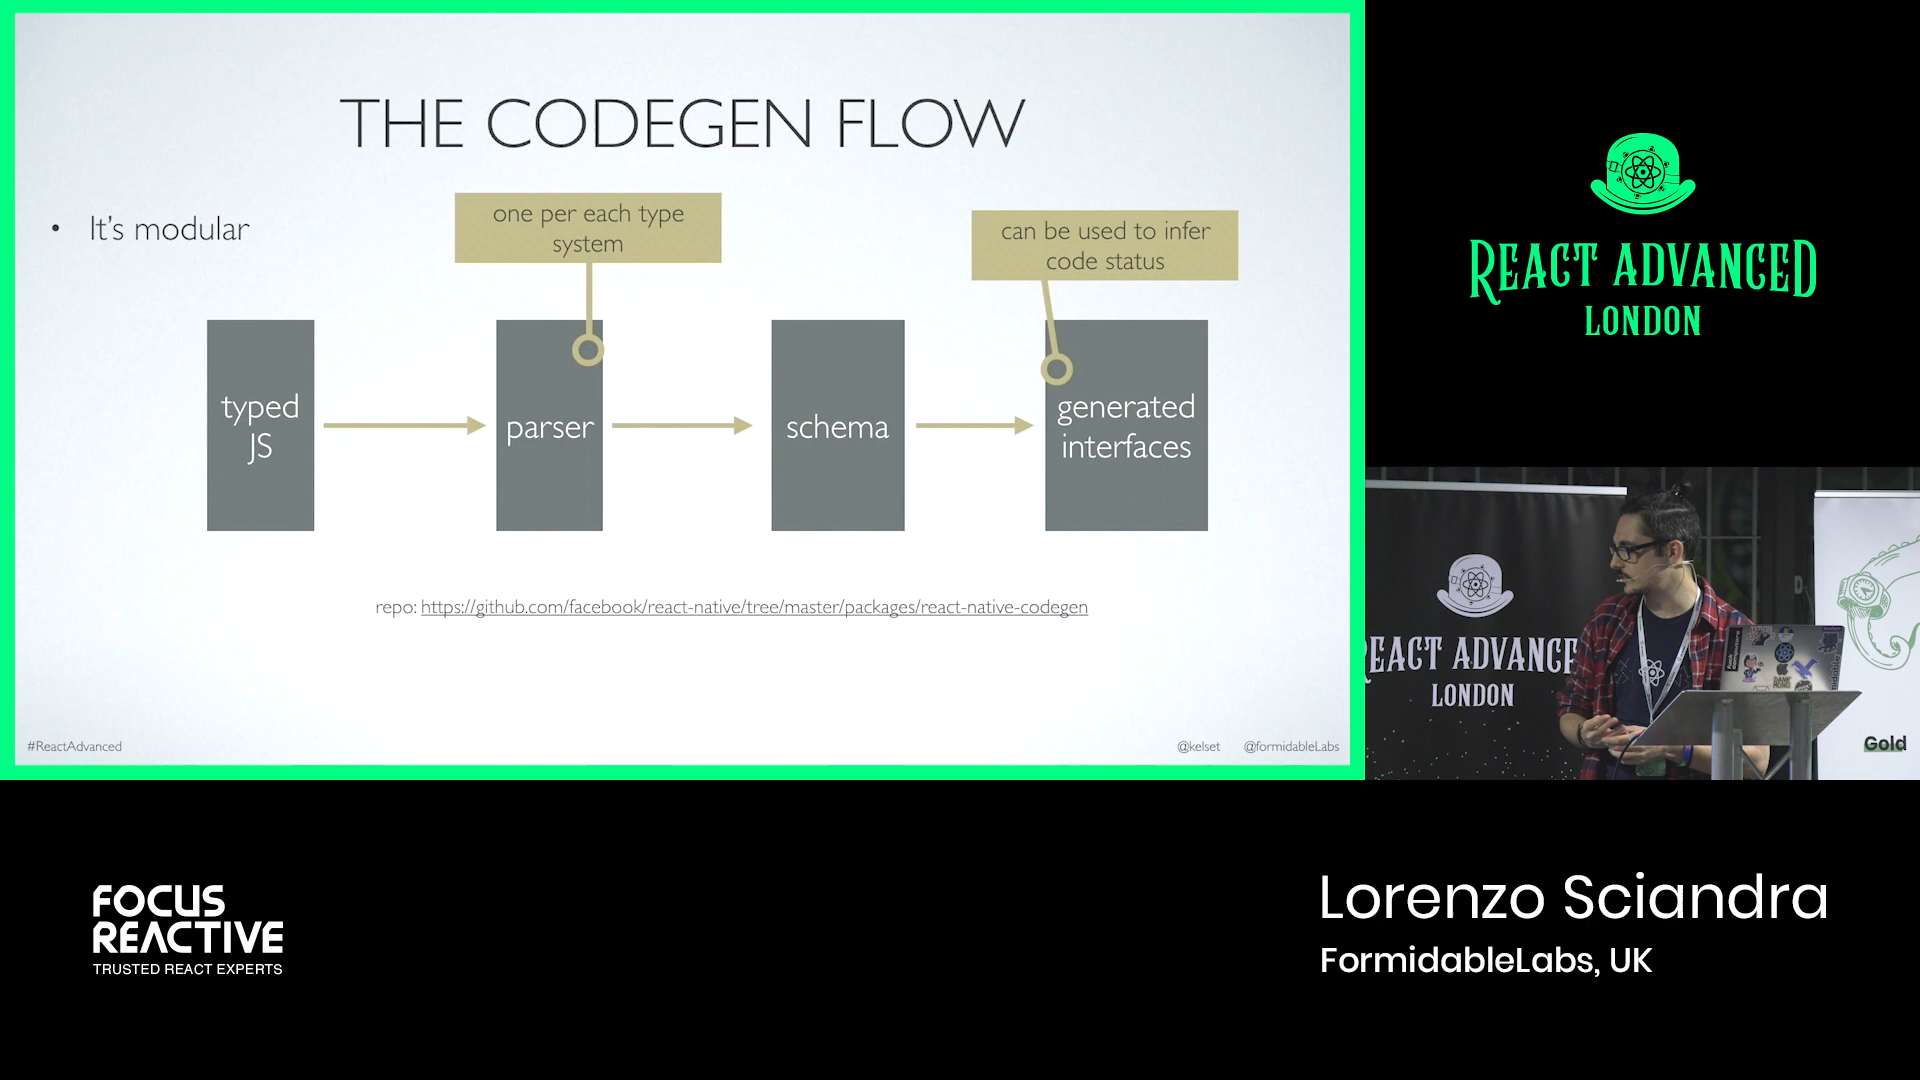 THE CODEGEN FLOW
• It's modular
one per each type
system
can be used to infer
code status
typed
JS
parser
schema
generated
interfaces
repo: https://github.com/facebook/react-native/tree/master/packages/react-native-codegen
#ReactAdvanced
@kelset
@formidableLabs
REACT ADVANCED
LONDON
REACT ADVANCE
LONDON
Gold
FOCUS
REACTIVE
TRUSTED REACT EXPERTS
Lorenzo Sciandra
FormidableLabs, UK